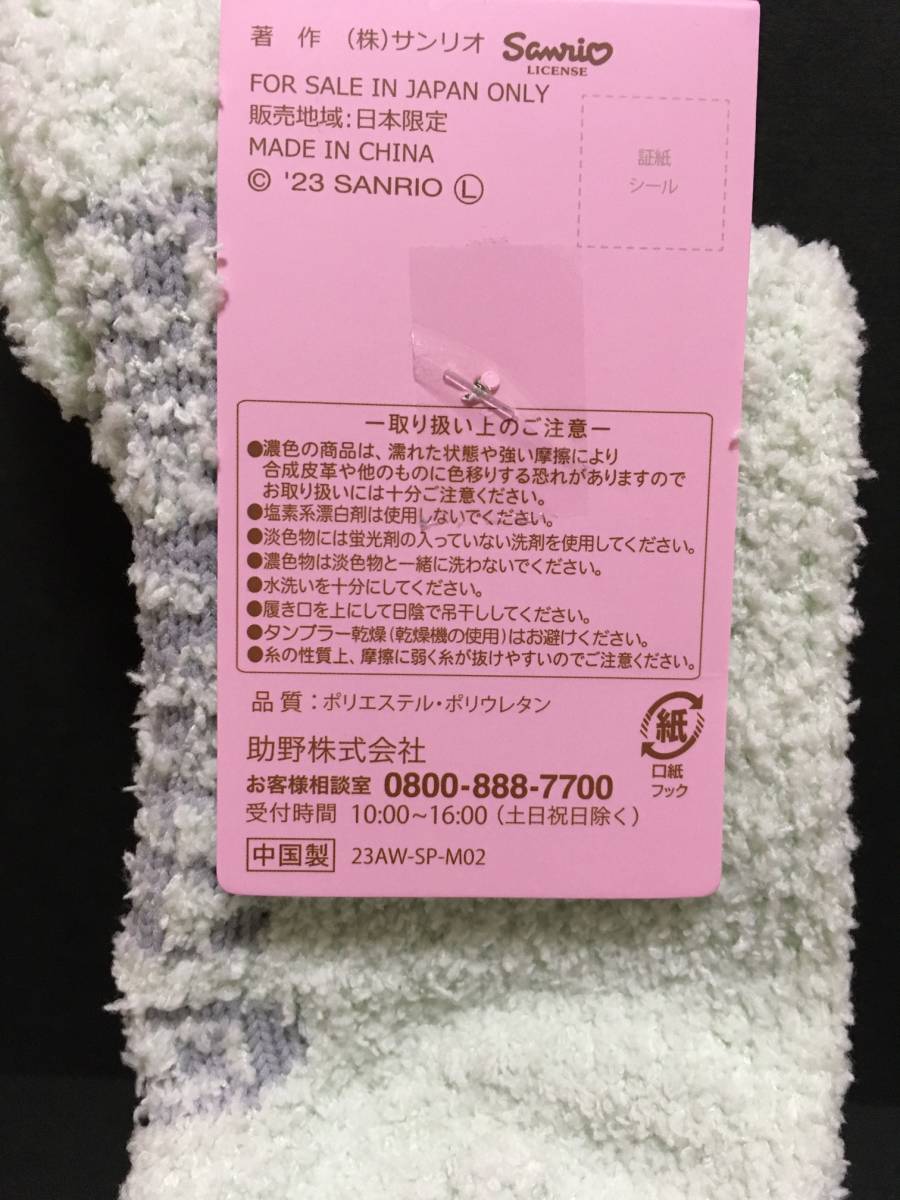 著 作 (株)サンリオ Sanrio
LICENSE
FOR SALE IN JAPAN ONLY
販売地域:日本限定
MADE IN CHINA
© '23 SANRIO Ⓛ
証紙
シール
ー取り扱い上のご注意ー
●濃色の商品は、濡れた状態や強い摩擦により
合成皮革や他のものに色移りする恐れがありますので
お取り扱いには十分ご注意ください。
●塩素系漂白剤は使用しないでください。
●淡色物には蛍光剤の入っていない洗剤を使用してください。
●濃色物は淡色物と一緒に洗わないでください。
●水洗いを十分にしてください。
●履き口を上にして日陰で吊干ししてください。
●タンブラー乾燥(乾燥機の使用)はお避けください。
●糸の性質上、摩擦に弱く糸が抜けやすいのでご注意ください。
品 質:ポリエステル・ポリウレタン
紙
口紙
フック
助野株式会社
お客様相談室 0800-888-7700
受付時間 10:00～16:00(土日祝日除く)
中国製 23AW-SP-M02